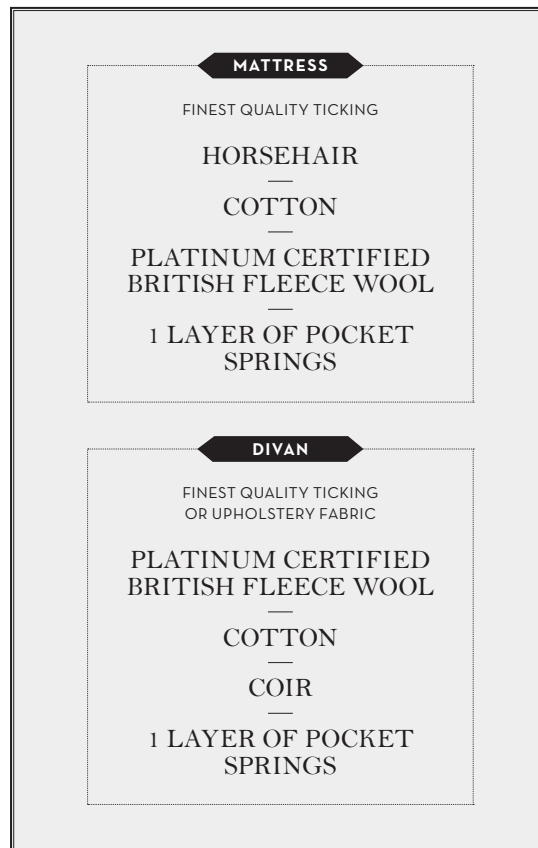 MATTRESS
FINEST QUALITY TICKING
HORSEHAIR
COTTON
PLATINUM CERTIFIED
BRITISH FLEECE WOOL
1 LAYER OF POCKET
SPRINGS
DIVAN
FINEST QUALITY TICKING
OR UPHOLSTERY FABRIC
PLATINUM CERTIFIED
BRITISH FLEECE WOOL
COTTON
COIR
1 LAYER OF POCKET
SPRINGS